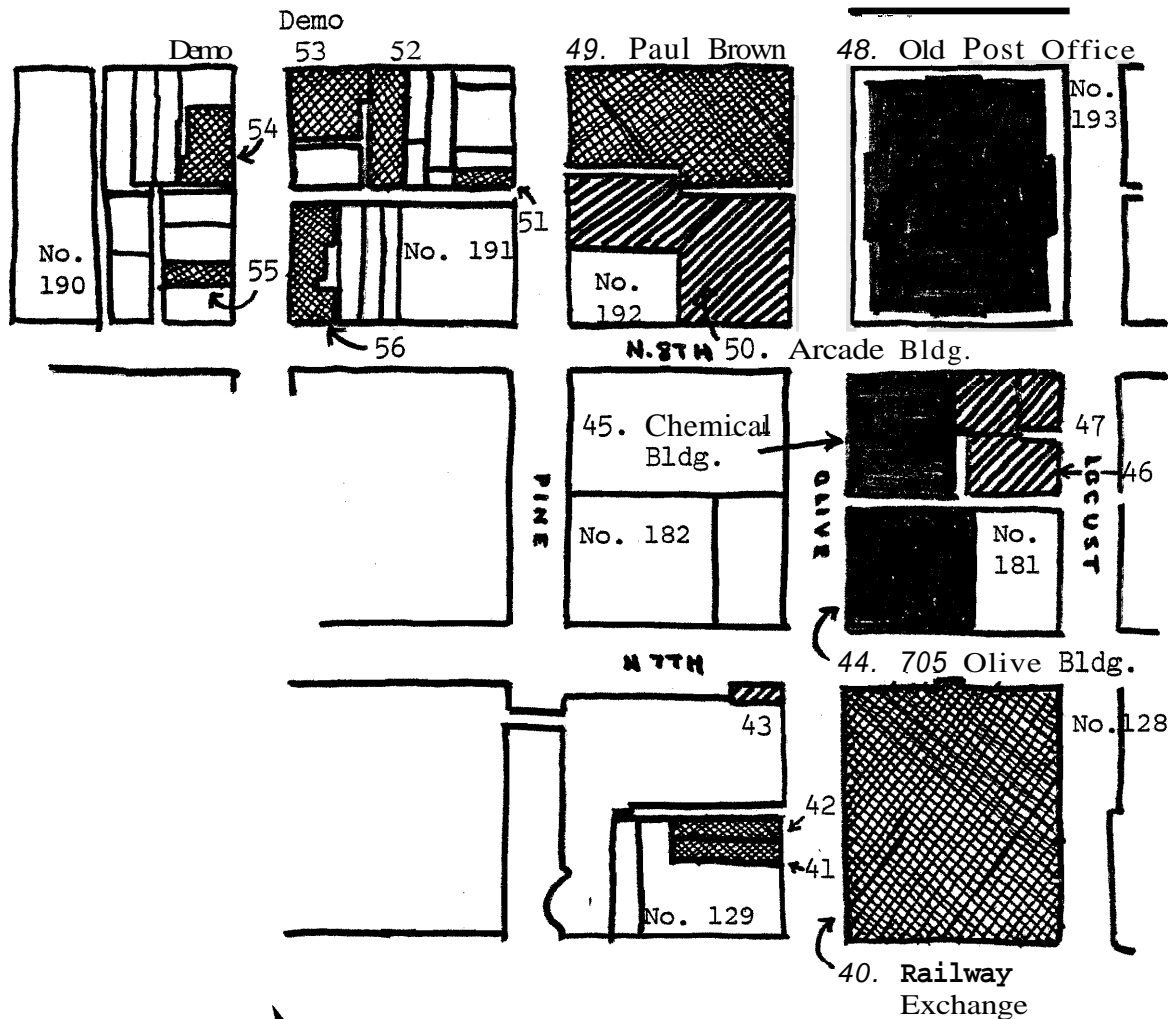 Demo
Demo
53
52
49. Paul Brown
48. Old Post Office
No.
193
54
51
No.
190
55
No. 191
No.
192
56
N. 8TH
50. Arcade Bldg.
45. Chemical
Bldg.
47
46
PINE
OLIVE
LOCUST
No. 182
No.
181
N 7TH
44. 705 Olive Bldg.
43
No. 128
42
41
No. 129
40. Railway
Exchange